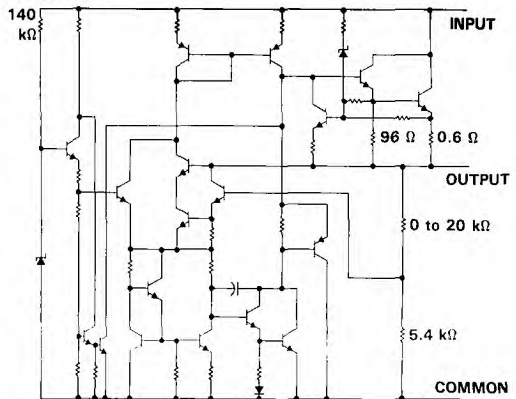 140
kΩ
INPUT
96 Ω
0.6 Ω
OUTPUT
0 to 20 kΩ
5.4 kΩ
COMMON